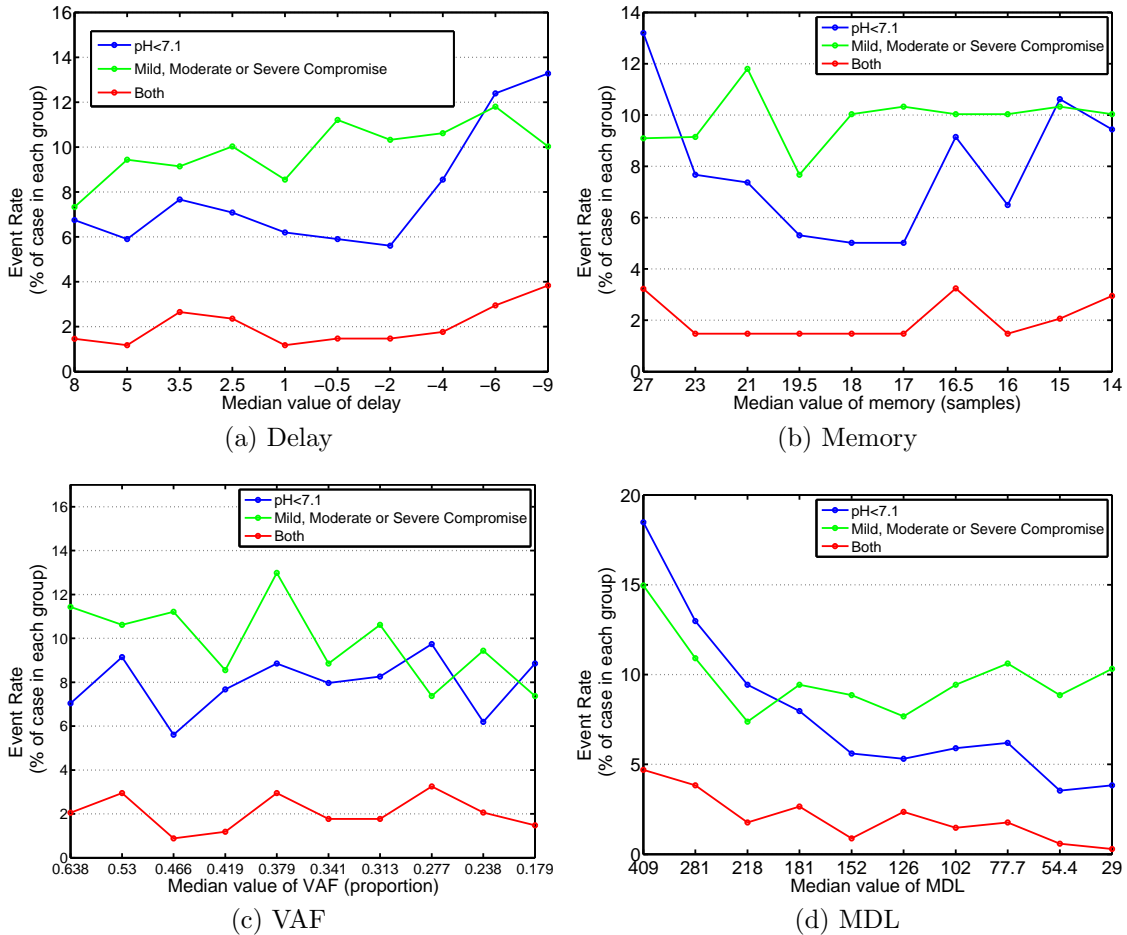 16
14
12
10
8
6
4
2
0
Event Rate
(% of case in each group)
pH<7.1
Mild, Moderate or Severe Compromise
Both
8 5 3.5 2.5 1 −0.5 −2 −4 −6 −9
Median value of delay
(a) Delay
14
12
10
8
6
4
2
0
Event Rate
(% of case in each group)
pH<7.1
Mild, Moderate or Severe Compromise
Both
27 23 21 19.5 18 17 16.5 16 15 14
Median value of memory (samples)
(b) Memory
16
14
12
10
8
6
4
2
0
Event Rate
(% of case in each group)
pH<7.1
Mild, Moderate or Severe Compromise
Both
0.638 0.53 0.466 0.419 0.379 0.341 0.313 0.277 0.238 0.179
Median value of VAF (proportion)
(c) VAF
20
15
10
5
0
Event Rate
(% of case in each group)
pH<7.1
Mild, Moderate or Severe Compromise
Both
409 281 218 181 152 126 102 77.7 54.4 29
Median value of MDL
(d) MDL